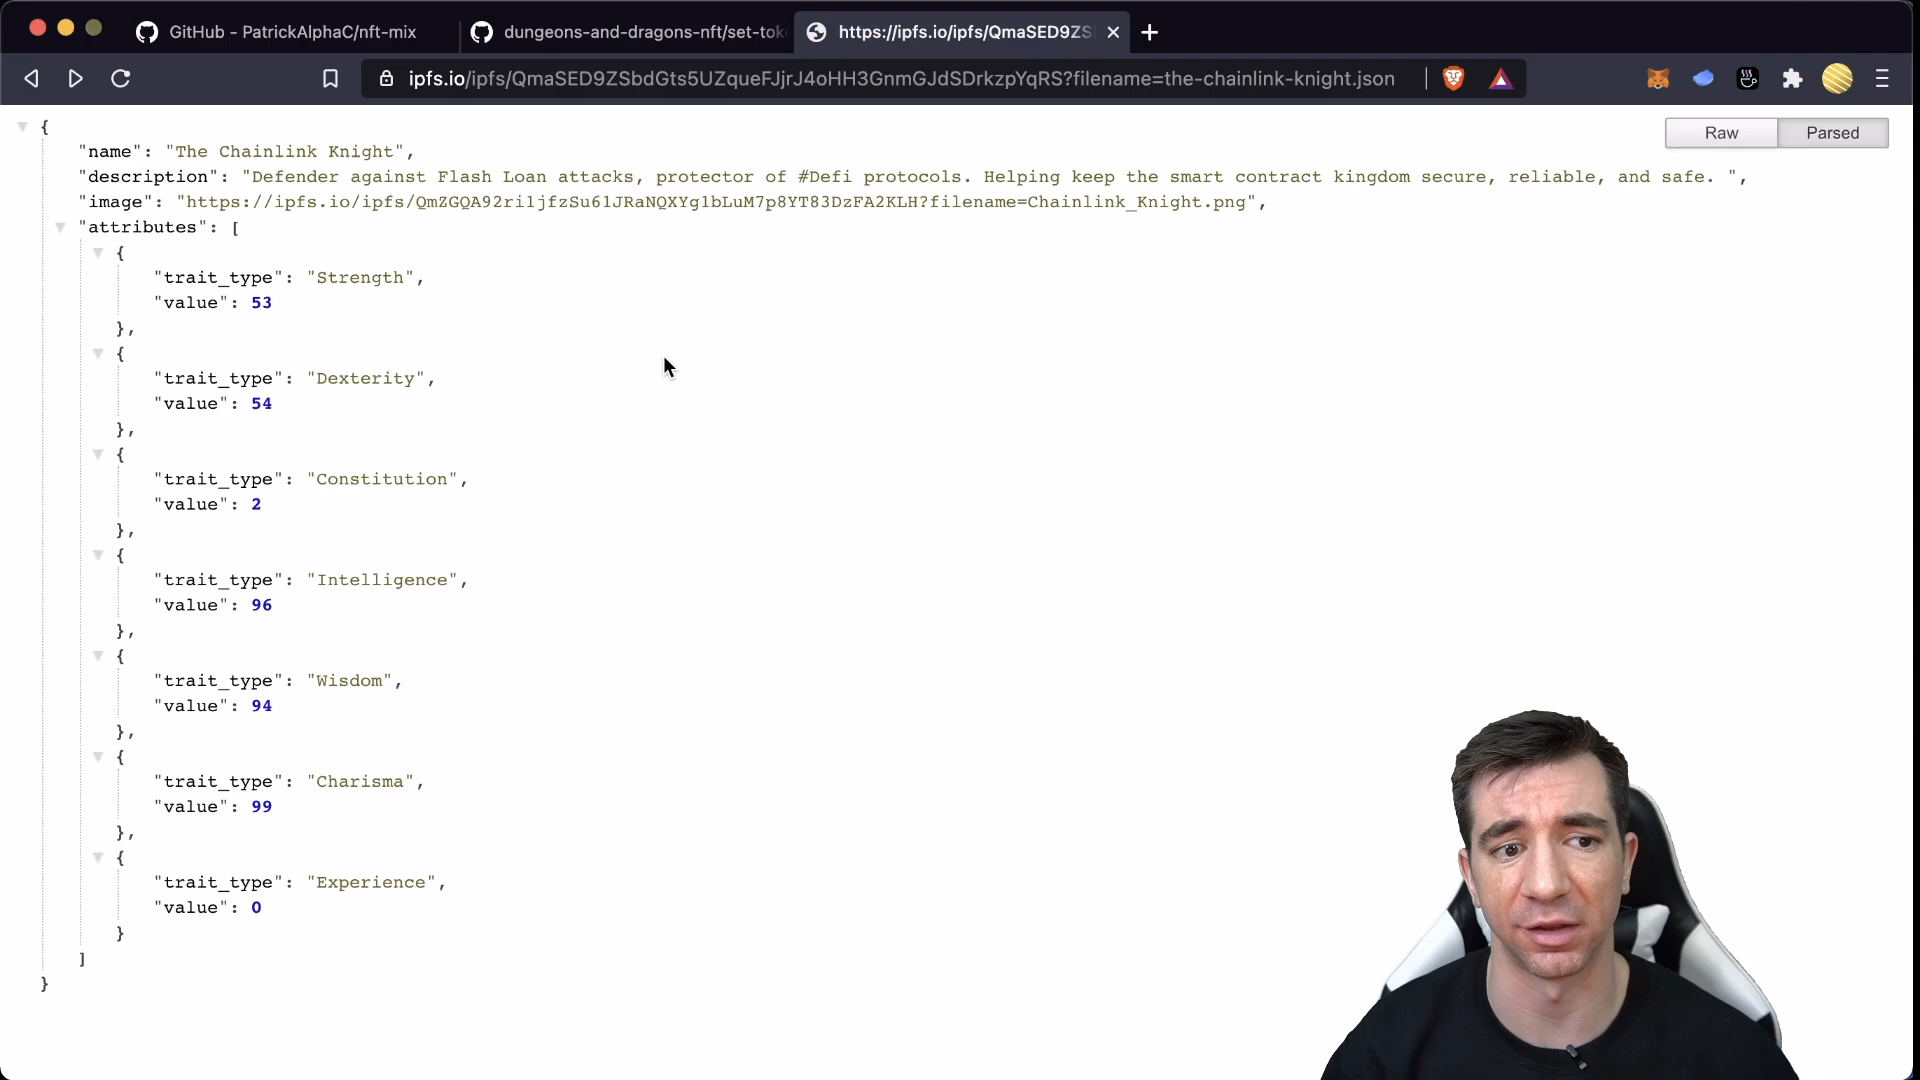 GitHub - PatrickAlphaC/nft-mix
dungeons-and-dragons-nft/set-tok
https://ipfs.io/ipfs/QmaSED9ZS
ipfs.io/ipfs/QmaSED9ZSbdGts5UZqueFJjrJ4oHH3GnmGJdSDrkzpYqRS?filename=the-chainlink-knight.json
Raw
Parsed
{
"name": "The Chainlink Knight",
"description": "Defender against Flash Loan attacks, protector of #Defi protocols. Helping keep the smart contract kingdom secure, reliable, and safe. ",
"image": "https://ipfs.io/ipfs/QmZGQA92ri1jfzSu61JRaNQXYg1bLuM7p8YT83DzFA2KLH?filename=Chainlink_Knight.png",
"attributes": [
{
"trait_type": "Strength",
"value": 53
},
{
"trait_type": "Dexterity",
"value": 54
},
{
"trait_type": "Constitution",
"value": 2
},
{
"trait_type": "Intelligence",
"value": 96
},
{
"trait_type": "Wisdom",
"value": 94
},
{
"trait_type": "Charisma",
"value": 99
},
{
"trait_type": "Experience",
"value": 0
}
]
}